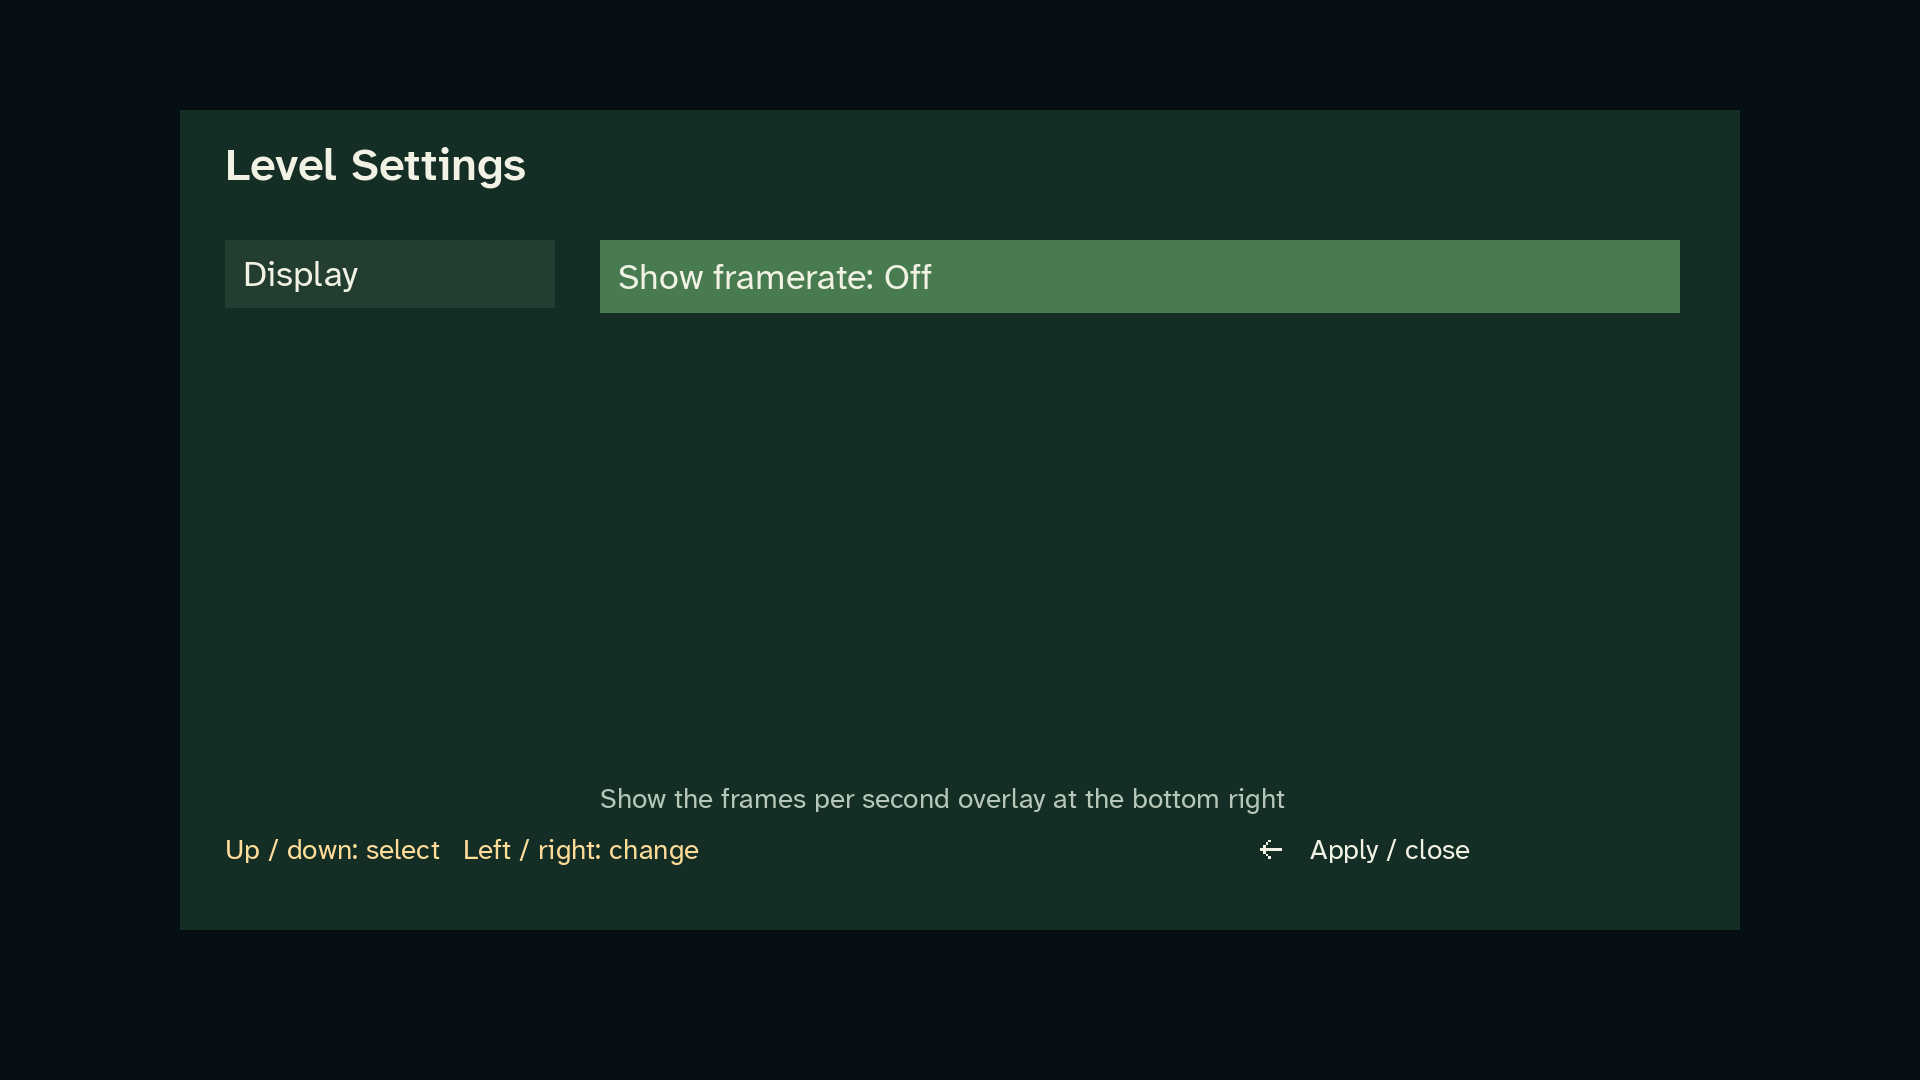 Level Settings
Display
Show framerate: Off
Show the frames per second overlay at the bottom right
Up / down: select   Left / right: change
← Apply / close